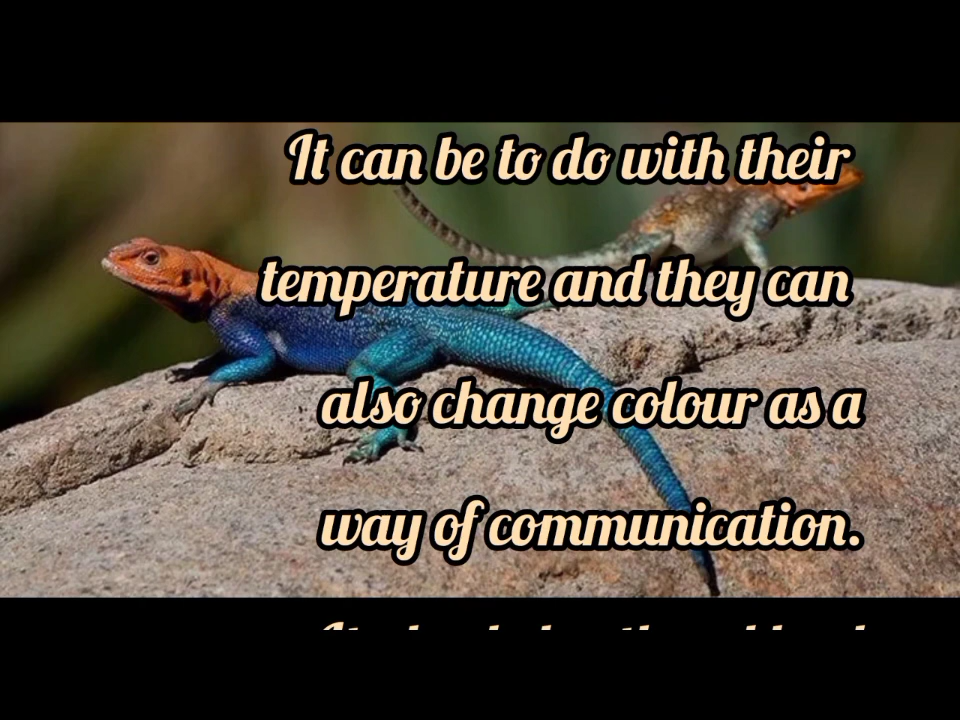 It can be to do with their
temperature and they can
also change colour as a
way of communication.